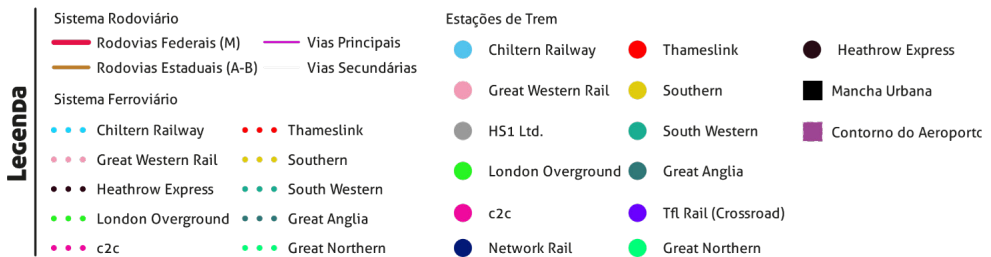 Legenda
Sistema Rodoviário
Rodovias Federais (M)
Vias Principais
Rodovias Estaduais (A-B)
Vias Secundárias
Sistema Ferroviário
Chiltern Railway
Thameslink
Great Western Rail
Southern
Heathrow Express
South Western
London Overground
Great Anglia
c2c
Great Northern
Estações de Trem
Chiltern Railway
Thameslink
Heathrow Express
Great Western Rail
Southern
Mancha Urbana
HS1 Ltd.
South Western
Contorno do Aeroporto
London Overground
Great Anglia
c2c
Tfl Rail (Crossroad)
Network Rail
Great Northern